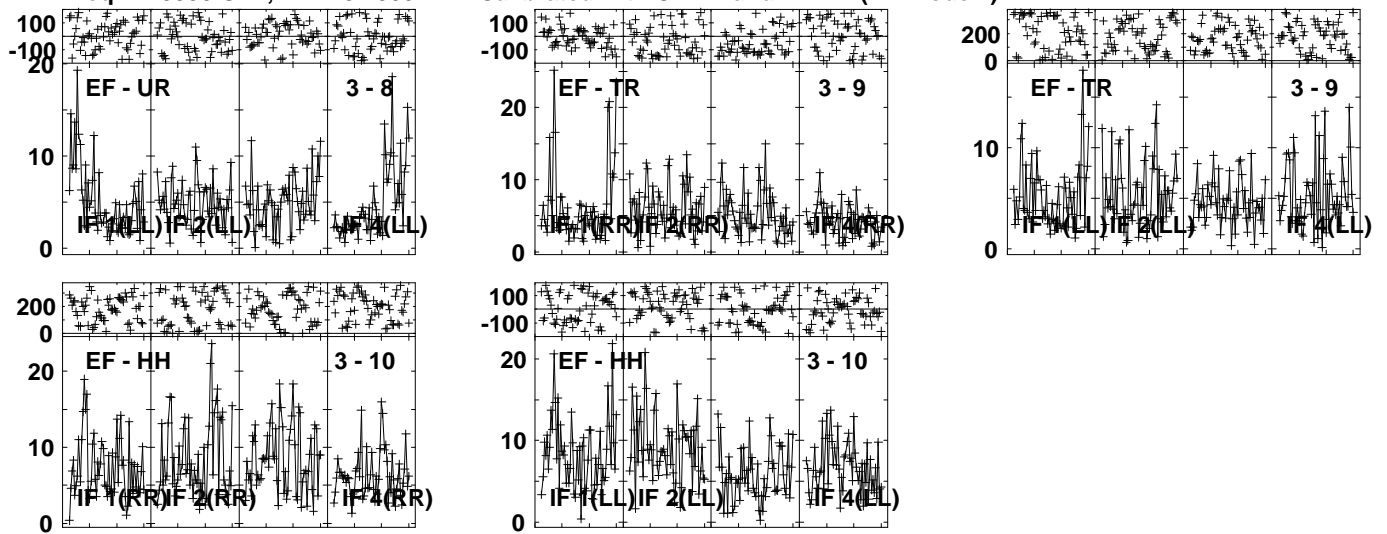 100
-100
20
10
0
EF - UR
3 - 8
IF 1(LL)
IF 2(LL)
IF 4(LL)
100
-100
20
10
0
EF - TR
3 - 9
IF 1(RR)
IF 2(RR)
IF 4(RR)
200
0
10
0
EF - TR
3 - 9
IF 1(LL)
IF 2(LL)
IF 4(LL)
200
0
20
10
0
EF - HH
3 - 10
IF 1(RR)
IF 2(RR)
IF 4(RR)
100
-100
20
10
0
EF - HH
3 - 10
IF 1(LL)
IF 2(LL)
IF 4(LL)